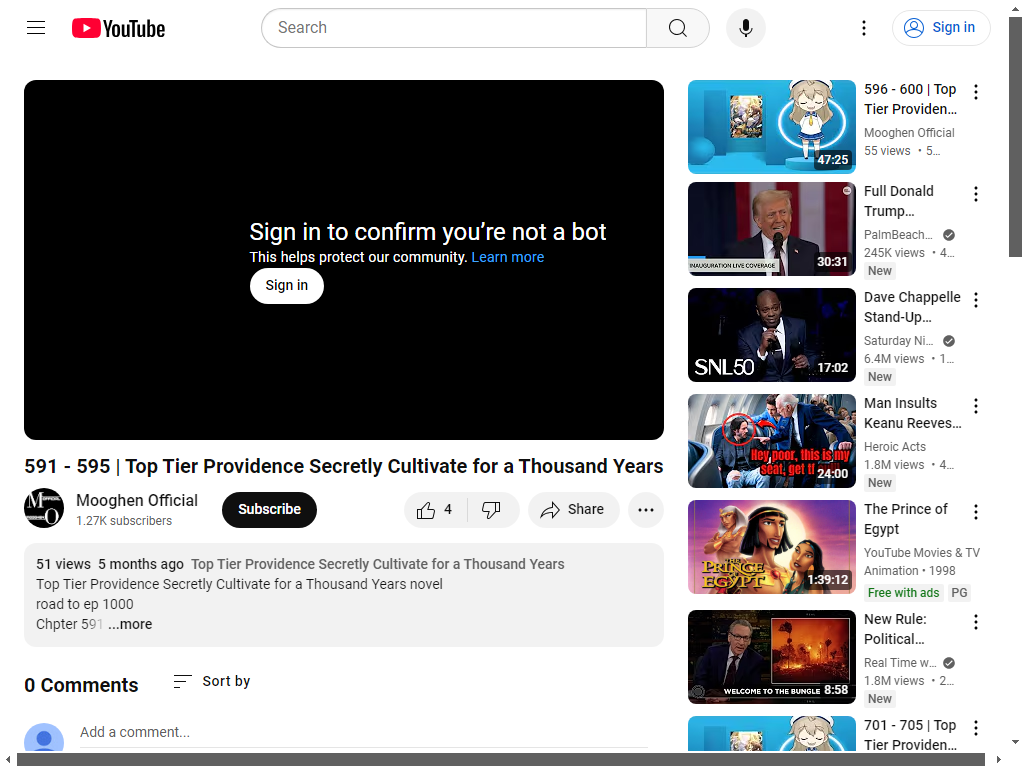 YouTube
Search
Sign in
Sign in to confirm you're not a bot
This helps protect our community. Learn more
Sign in
591 - 595 | Top Tier Providence Secretly Cultivate for a Thousand Years
Mooghen Official
1.27K subscribers
Subscribe
4
Share
51 views 5 months ago Top Tier Providence Secretly Cultivate for a Thousand Years
Top Tier Providence Secretly Cultivate for a Thousand Years novel
road to ep 1000
Chpter 591 ...more
0 Comments
Sort by
Add a comment...
47:25
596 - 600 | Top
Tier Providen...
Mooghen Official
55 views • 5...
INAUGURATION LIVE COVERAGE
30:31
Full Donald
Trump...
PalmBeach...
245K views • 4...
New
SNL50
17:02
Dave Chappelle
Stand-Up...
Saturday Ni...
6.4M views • 1...
New
Hey poor, this is my
seat, get
24:00
Man Insults
Keanu Reeves...
Heroic Acts
1.8M views • 4...
New
THE
PRINCE
OF
EGYPT
1:39:12
The Prince of
Egypt
YouTube Movies & TV
Animation • 1998
Free with ads PG
WELCOME TO THE BUNGLE
8:58
New Rule:
Political...
Real Time w...
1.8M views • 2...
New
701 - 705 | Top
Tier Providen...